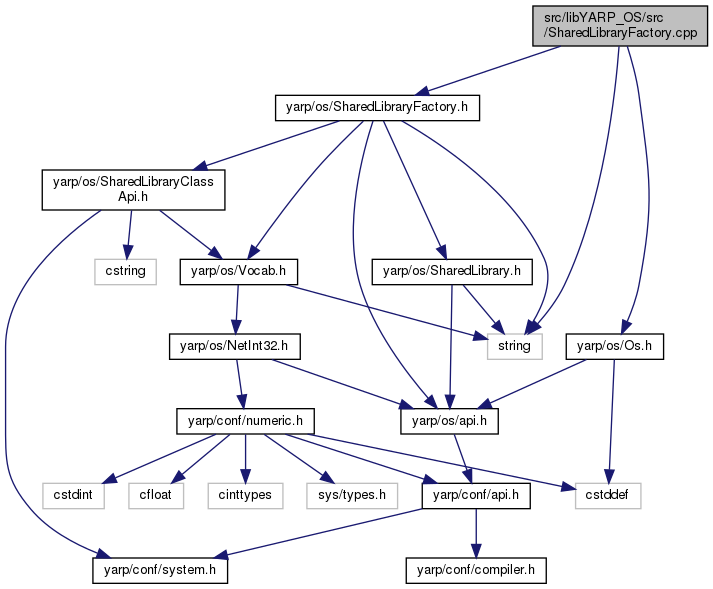 src/libYARP_OS/src
/SharedLibraryFactory.cpp
yarp/os/SharedLibraryFactory.h
yarp/os/SharedLibraryClass
Api.h
cstring
yarp/os/Vocab.h
yarp/os/SharedLibrary.h
yarp/os/NetInt32.h
string
yarp/os/Os.h
yarp/conf/numeric.h
yarp/os/api.h
cstdint
cfloat
cinttypes
sys/types.h
yarp/conf/api.h
cstddef
yarp/conf/system.h
yarp/conf/compiler.h